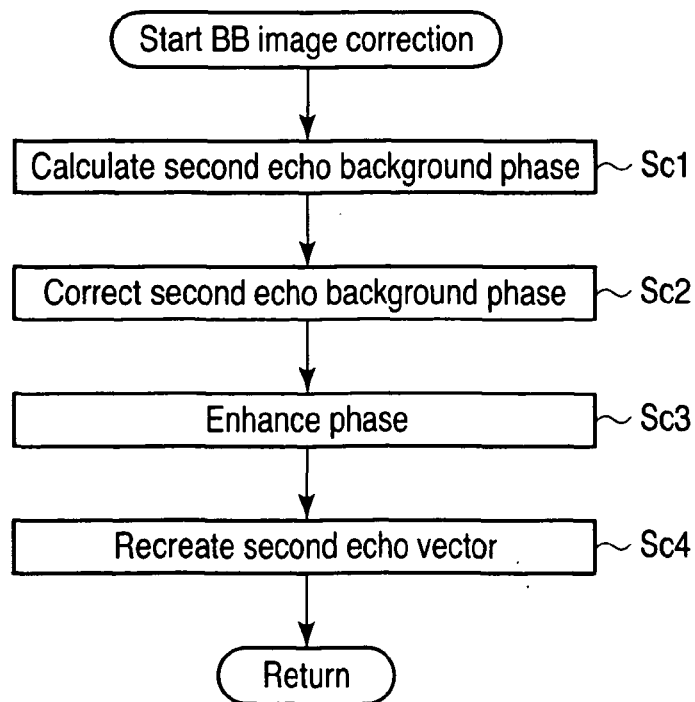 Start BB image correction
Calculate second echo background phase
Sc1
Correct second echo background phase
Sc2
Enhance phase
Sc3
Recreate second echo vector
Sc4
Return